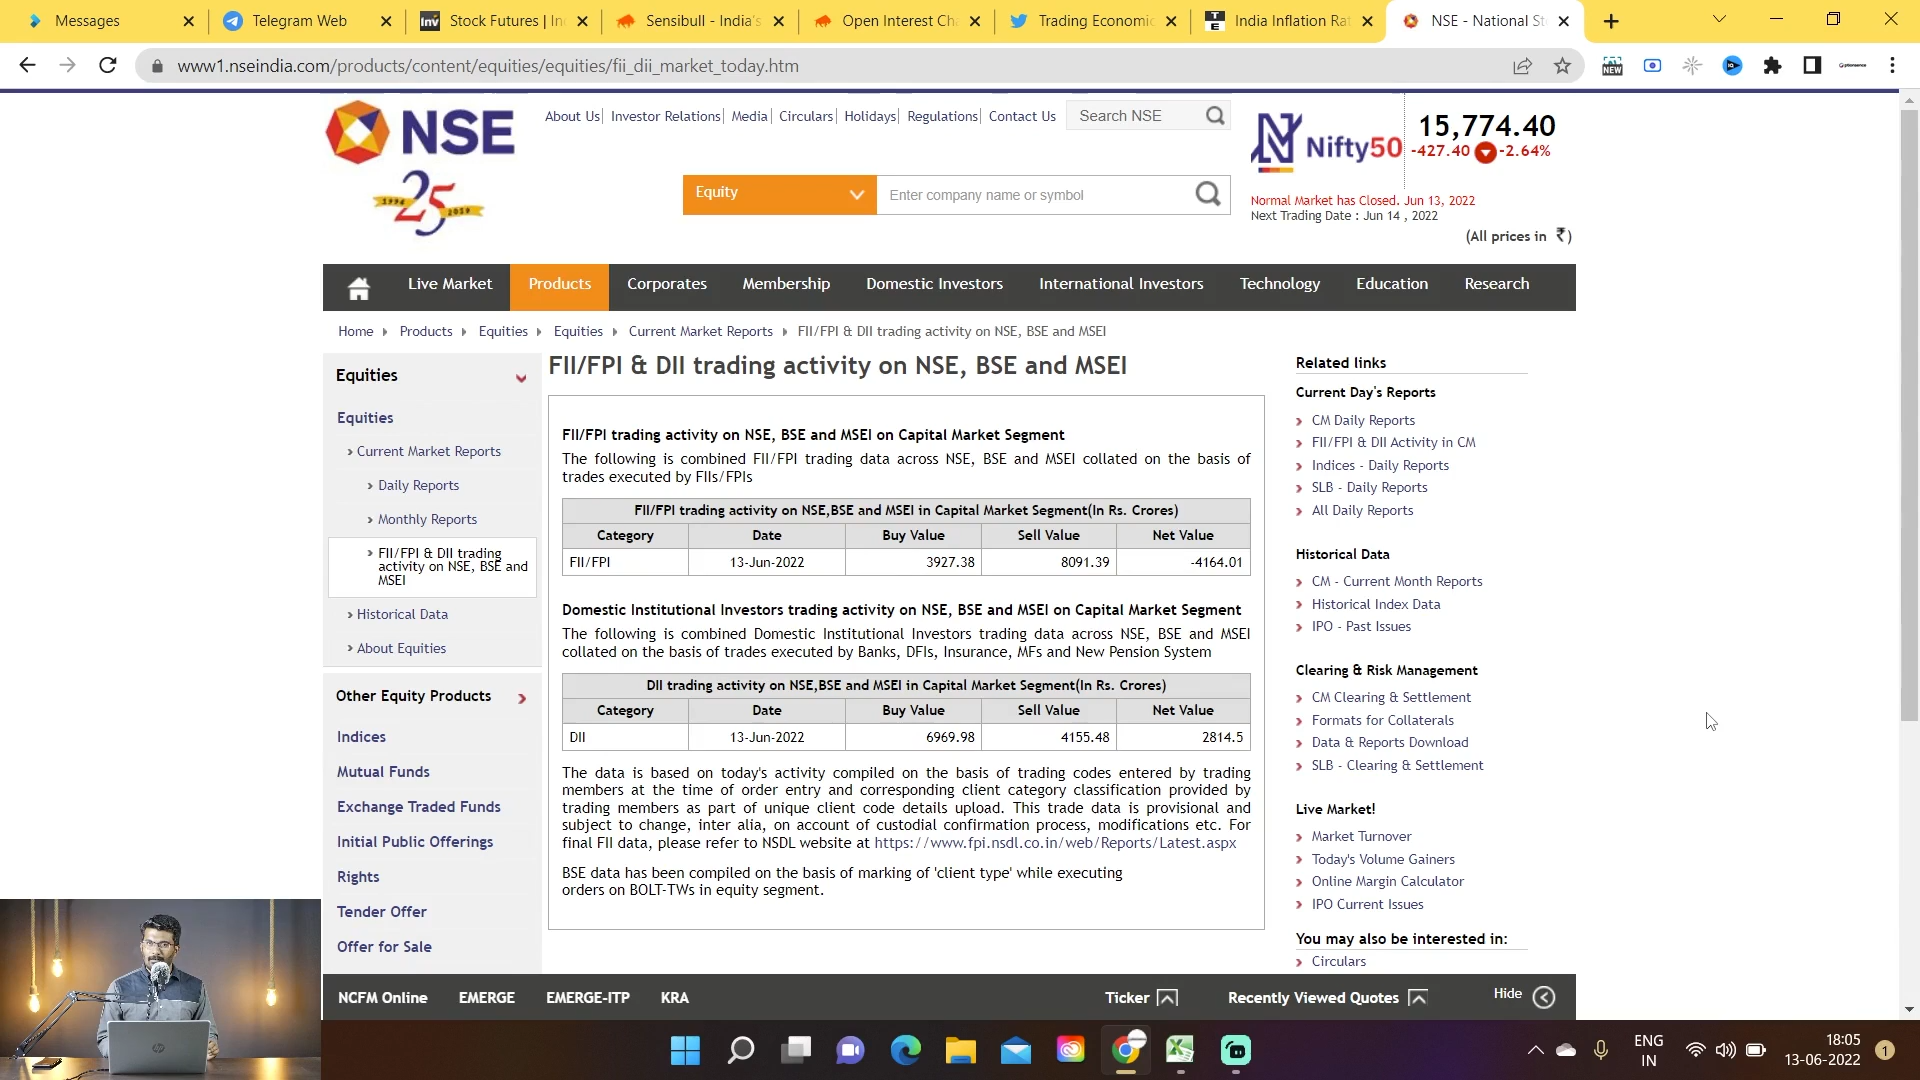 Messages
Telegram Web
Inv Stock Futures | In
Sensibull - India's
Open Interest Ch
Trading Economic
TE India Inflation Rat
NSE - National St
www1.nseindia.com/products/content/equities/equities/fii_dii_market_today.htm
NEW
NSE
1994 25 2019
About Us| Investor Relations| Media| Circulars| Holidays| Regulations| Contact Us
Search NSE
Equity
Enter company name or symbol
Nifty50
15,774.40
-427.40 -2.64%
Normal Market has Closed. Jun 13, 2022
Next Trading Date : Jun 14 , 2022
(All prices in ₹)
Live Market Products Corporates Membership Domestic Investors International Investors Technology Education Research
Home Products Equities Equities Current Market Reports FII/FPI & DII trading activity on NSE, BSE and MSEI
Equities
Equities
Current Market Reports
Daily Reports
Monthly Reports
FII/FPI & DII trading
activity on NSE, BSE and
MSEI
Historical Data
About Equities
Other Equity Products
Indices
Mutual Funds
Exchange Traded Funds
Initial Public Offerings
Rights
Tender Offer
Offer for Sale
FII/FPI & DII trading activity on NSE, BSE and MSEI
FII/FPI trading activity on NSE, BSE and MSEI on Capital Market Segment
The following is combined FII/FPI trading data across NSE, BSE and MSEI collated on the basis of
trades executed by FIIs/FPIs
FII/FPI trading activity on NSE,BSE and MSEI in Capital Market Segment(In Rs. Crores)
Category Date Buy Value Sell Value Net Value
FII/FPI 13-Jun-2022 3927.38 8091.39 -4164.01
Domestic Institutional Investors trading activity on NSE, BSE and MSEI on Capital Market Segment
The following is combined Domestic Institutional Investors trading data across NSE, BSE and MSEI
collated on the basis of trades executed by Banks, DFIs, Insurance, MFs and New Pension System
DII trading activity on NSE,BSE and MSEI in Capital Market Segment(In Rs. Crores)
Category Date Buy Value Sell Value Net Value
DII 13-Jun-2022 6969.98 4155.48 2814.5
The data is based on today's activity compiled on the basis of trading codes entered by trading
members at the time of order entry and corresponding client category classification provided by
trading members as part of unique client code details upload. This trade data is provisional and
subject to change, inter alia, on account of custodial confirmation process, modifications etc. For
final FII data, please refer to NSDL website at https://www.fpi.nsdl.co.in/web/Reports/Latest.aspx
BSE data has been compiled on the basis of marking of 'client type' while executing
orders on BOLT-TWs in equity segment.
Related links
Current Day's Reports
CM Daily Reports
FII/FPI & DII Activity in CM
Indices - Daily Reports
SLB - Daily Reports
All Daily Reports
Historical Data
CM - Current Month Reports
Historical Index Data
IPO - Past Issues
Clearing & Risk Management
CM Clearing & Settlement
Formats for Collaterals
Data & Reports Download
SLB - Clearing & Settlement
Live Market!
Market Turnover
Today's Volume Gainers
Online Margin Calculator
IPO Current Issues
You may also be interested in:
Circulars
NCFM Online EMERGE EMERGE-ITP KRA
Ticker Recently Viewed Quotes Hide
ENG
IN
18:05
13-06-2022
1
hp